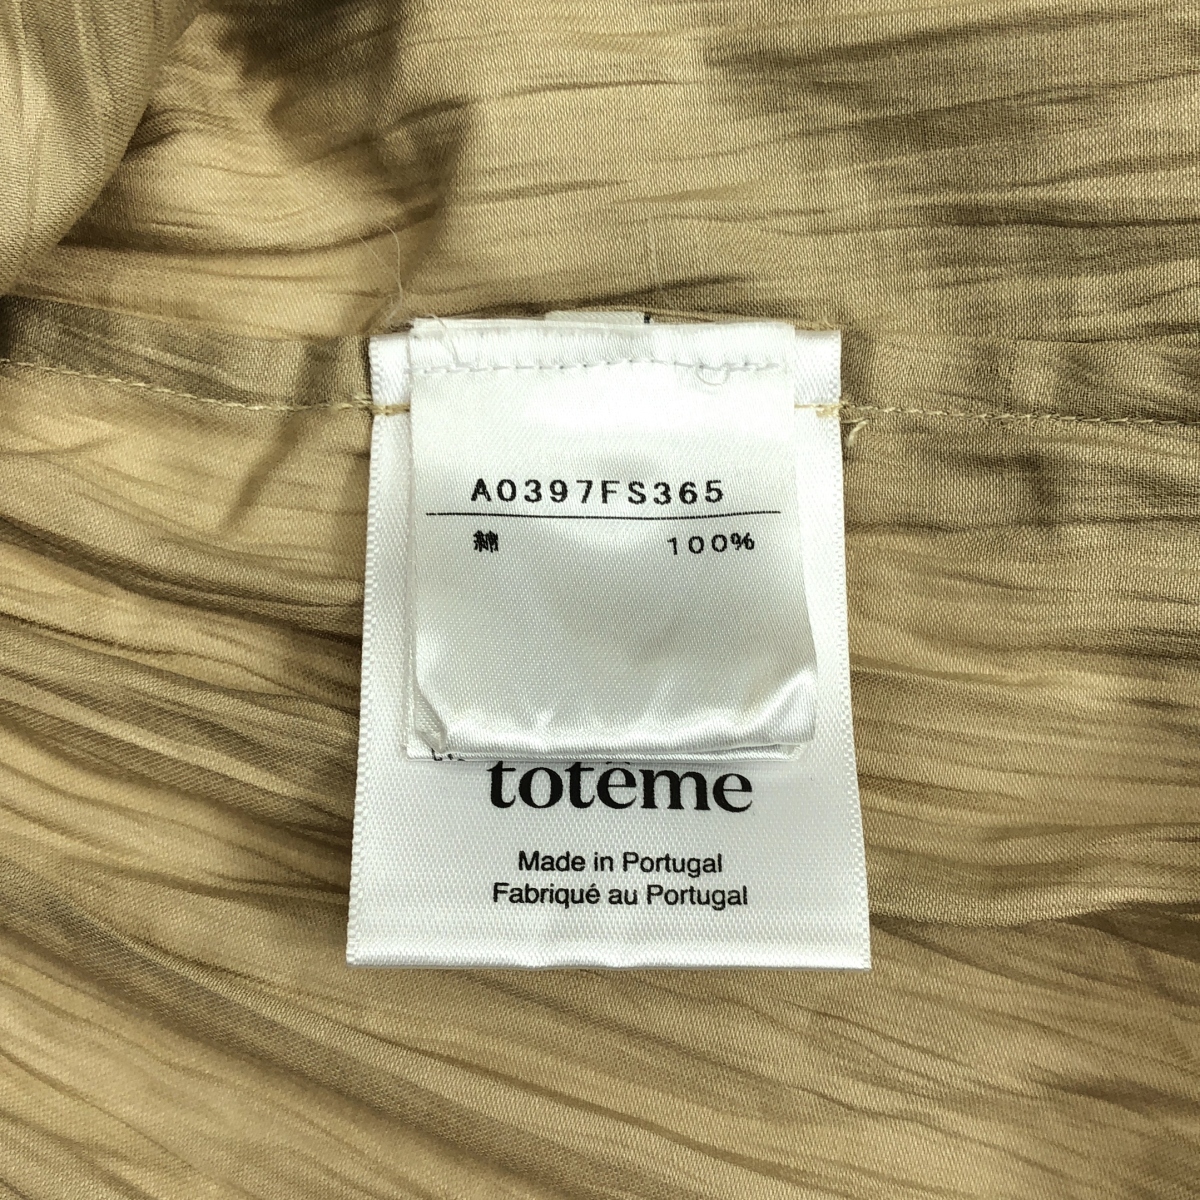 A0397FS365
綿 100%
totême
Made in Portugal
Fabriqué au Portugal